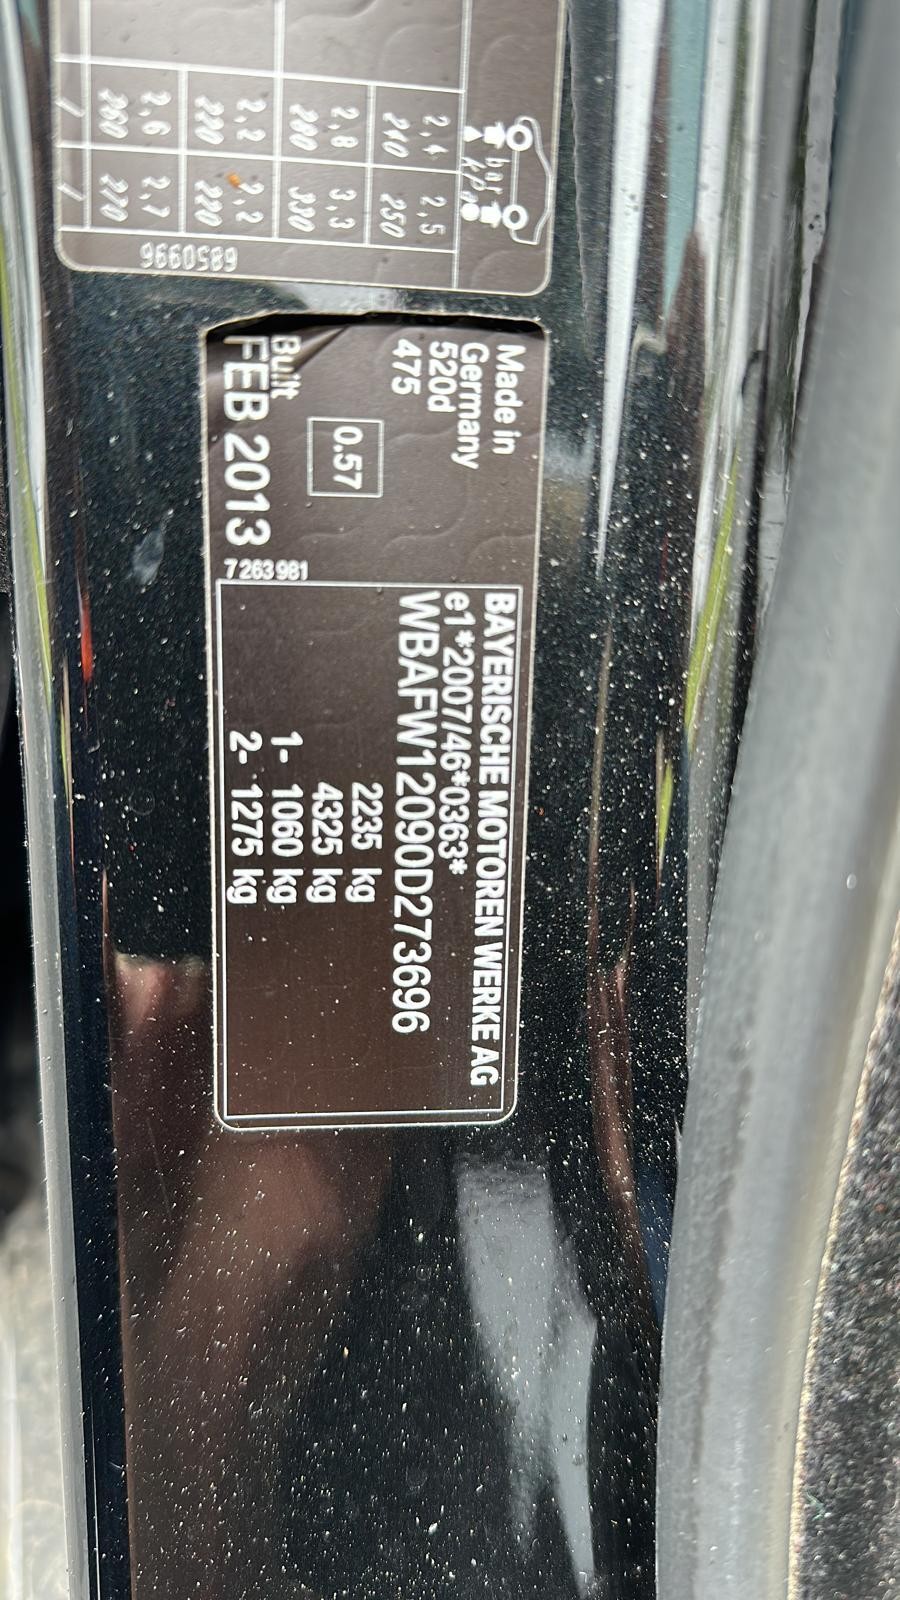 bar
kPa
2,4 2,5
240 250
2,8 3,3
280 330
2,2 2,2
220 220
2,6 2,7
260 270
/ /
6850996
Made in
Germany
520d
475
0.57
Built
FEB 2013
7 263 981
BAYERISCHE MOTOREN WERKE AG
e1*2007/46*0363*
WBAFW12090D273696
2235 kg
4325 kg
1- 1060 kg
2- 1275 kg